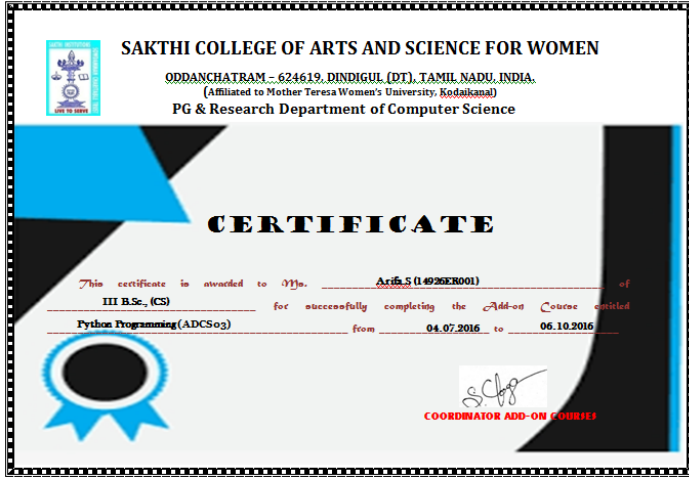 SAKTHI COLLEGE OF ARTS AND SCIENCE FOR WOMEN
ODDANCHATRAM – 624619, DINDIGUL (DT), TAMIL NADU, INDIA.
(Affiliated to Mother Teresa Women's University, Kodaikanal)
PG & Research Department of Computer Science
CERTIFICATE
This certificate is awarded to Ms. Arifa.S (14926ER001) of
III B.Sc., (CS) for successfully completing the Add-on Course entitled
Python Programming (ADCS03) from 04.07.2016 to 06.10.2016
COORDINATOR ADD-ON COURSES
LIVE TO SERVE